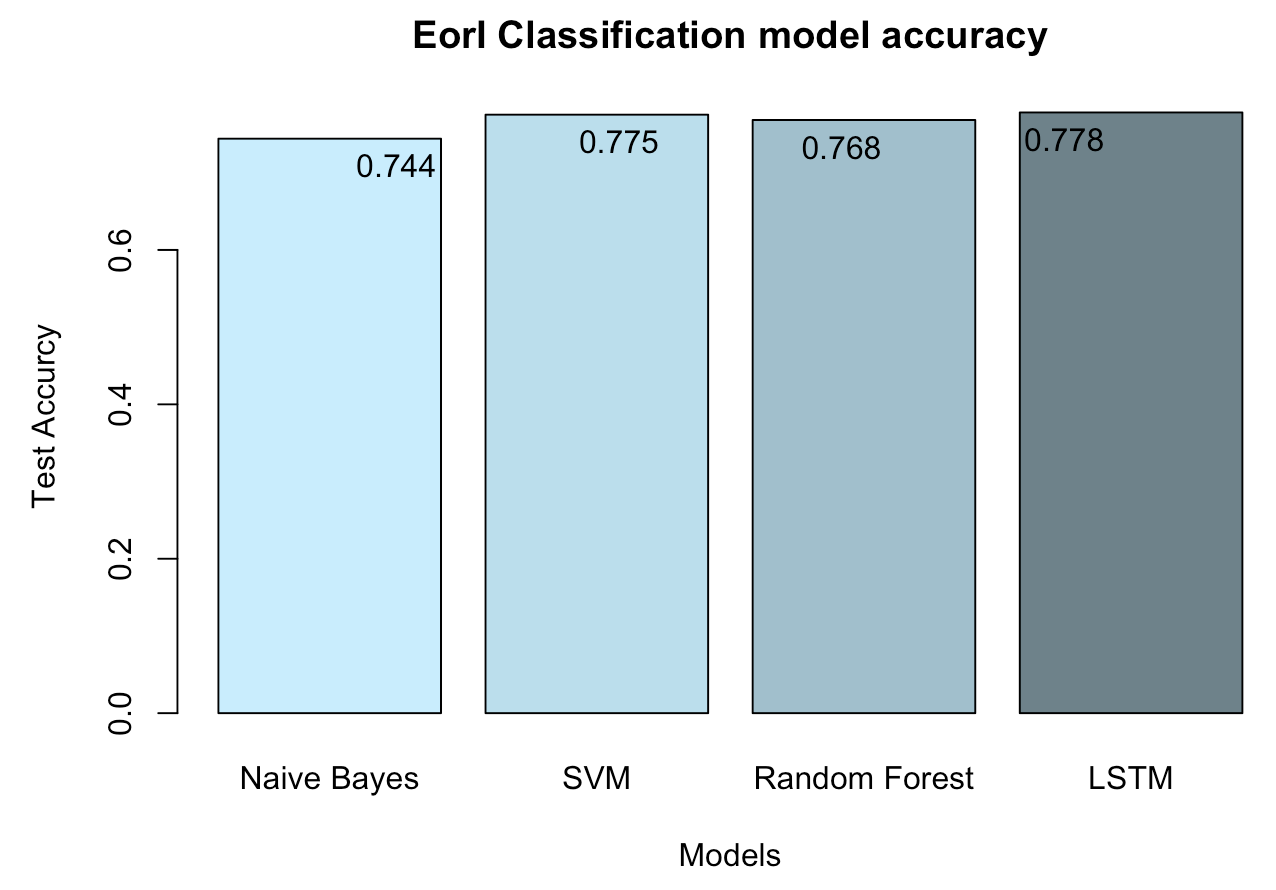 EorI Classification model accuracy
0.744
0.775
0.768
0.778
0.6
0.4
0.2
0.0
Test Accurcy
Naive Bayes
SVM
Random Forest
LSTM
Models